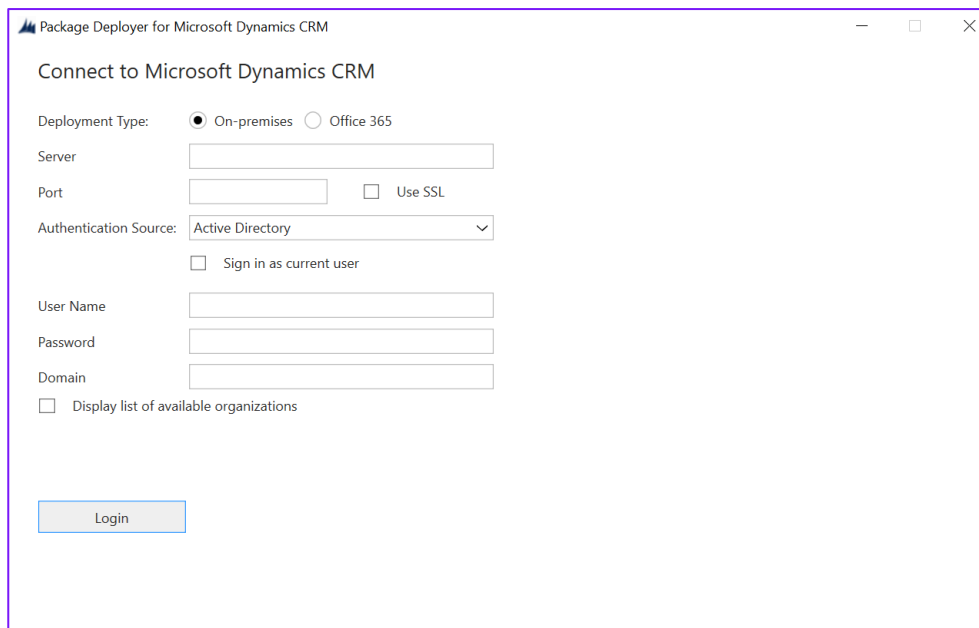 Package Deployer for Microsoft Dynamics CRM
Connect to Microsoft Dynamics CRM
Deployment Type: On-premises Office 365
Server
Port Use SSL
Authentication Source: Active Directory
Sign in as current user
User Name
Password
Domain
Display list of available organizations
Login